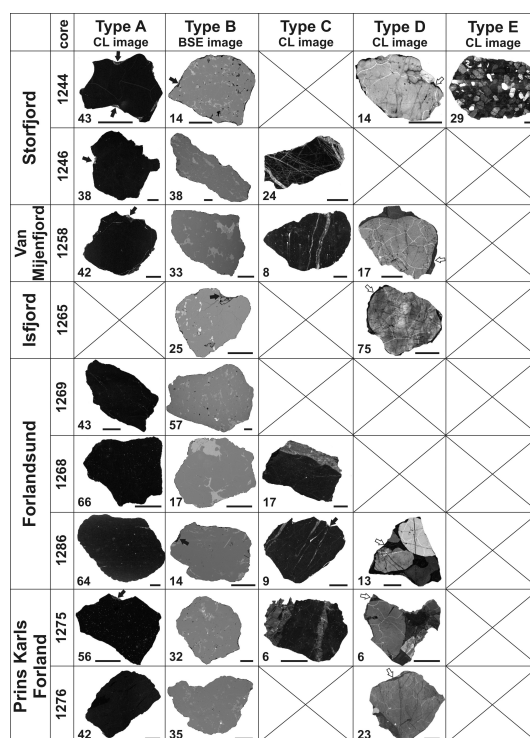 core
Type A
CL image
Type B
BSE image
Type C
CL image
Type D
CL image
Type E
CL image
Storfjord
1244
43
14
14
29
1246
38
38
24
Van
Mijenfjord
1258
42
33
8
17
Isfjord
1265
25
75
Forlandsund
1269
43
57
1268
66
17
17
1286
64
14
9
13
Prins Karls
Forland
1275
56
32
6
6
1276
42
35
23